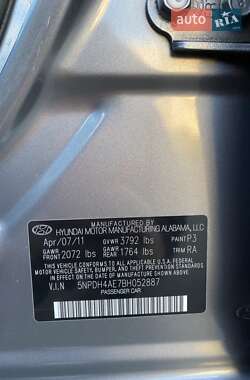 AUTO
RIA
HYUNDAI MOTOR MANUFACTURING ALABAMA, LLC
Apr/07/11 GVWR 3792 lbs PAINT P3
GAWR FRONT 2072 lbs GAWR REAR 1764 lbs TRIM RA
THIS VEHICLE CONFORMS TO ALL APPLICABLE U.S.
FEDERAL MOTOR VEHICLE SAFETY, BUMPER, AND
THEFT PREVENTION STANDARDS IN EFFECT ON THE
DATE OF MANUFACTURE SHOWN ABOVE.
V.I.N 5NPDH4AE7BH052887
PASSENGER CAR